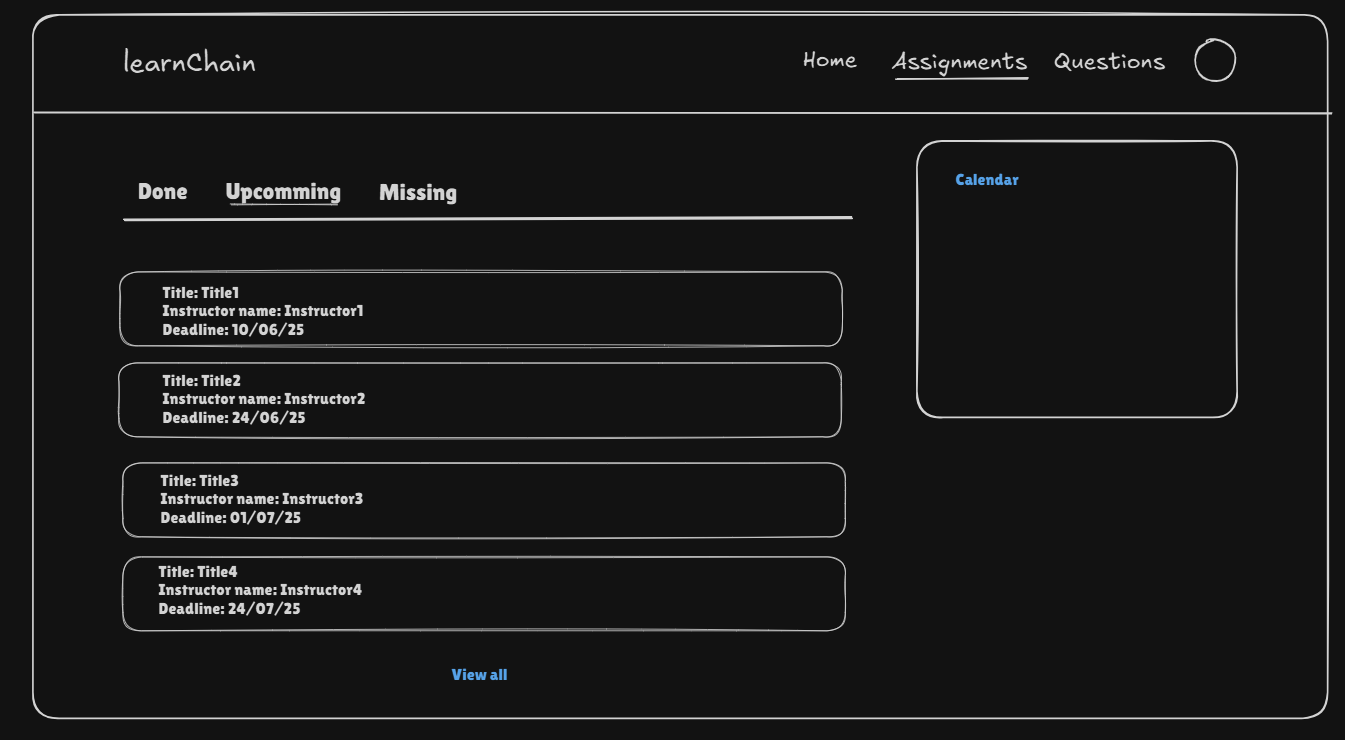 learnChain
Home Assignments Questions
Done Upcomming Missing
Calendar
Title: Title1
Instructor name: Instructor1
Deadline: 10/06/25
Title: Title2
Instructor name: Instructor2
Deadline: 24/06/25
Title: Title3
Instructor name: Instructor3
Deadline: 01/07/25
Title: Title4
Instructor name: Instructor4
Deadline: 24/07/25
View all